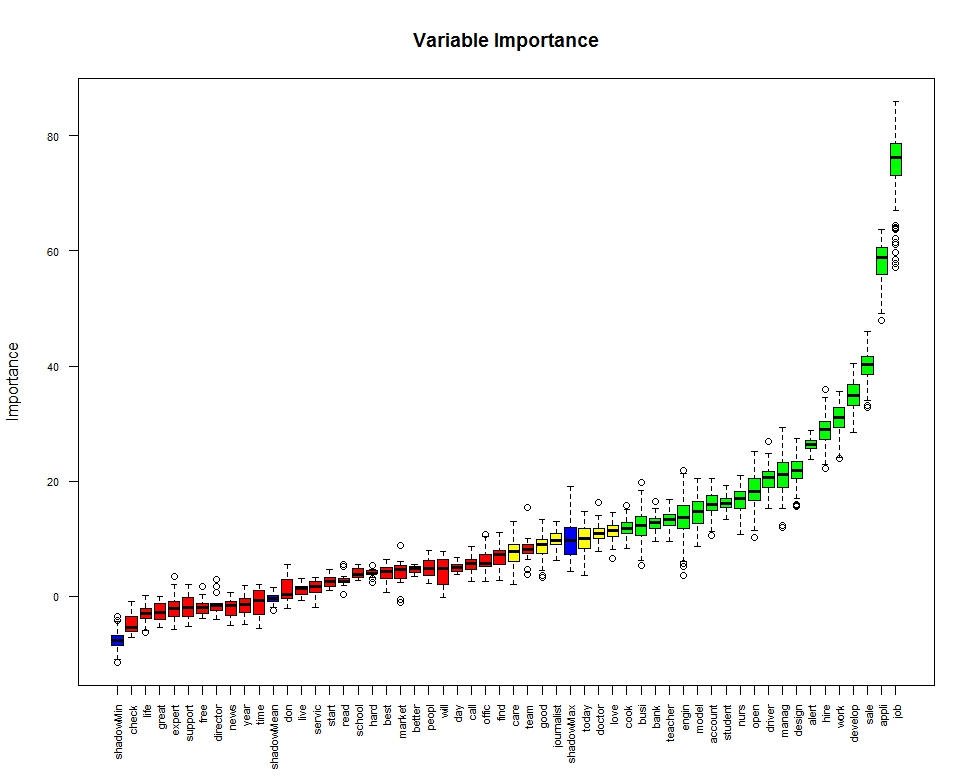 Variable Importance
Importance
80
60
40
20
0
shadowMin
check
life
great
expert
support
free
director
news
year
time
shadowMean
don
live
servic
start
read
school
hard
best
market
better
peopl
will
day
call
offic
find
care
team
good
journalist
shadowMax
today
doctor
love
cook
busi
bank
teacher
engin
model
account
student
nurs
open
driver
manag
design
alert
hire
work
develop
sale
appli
job